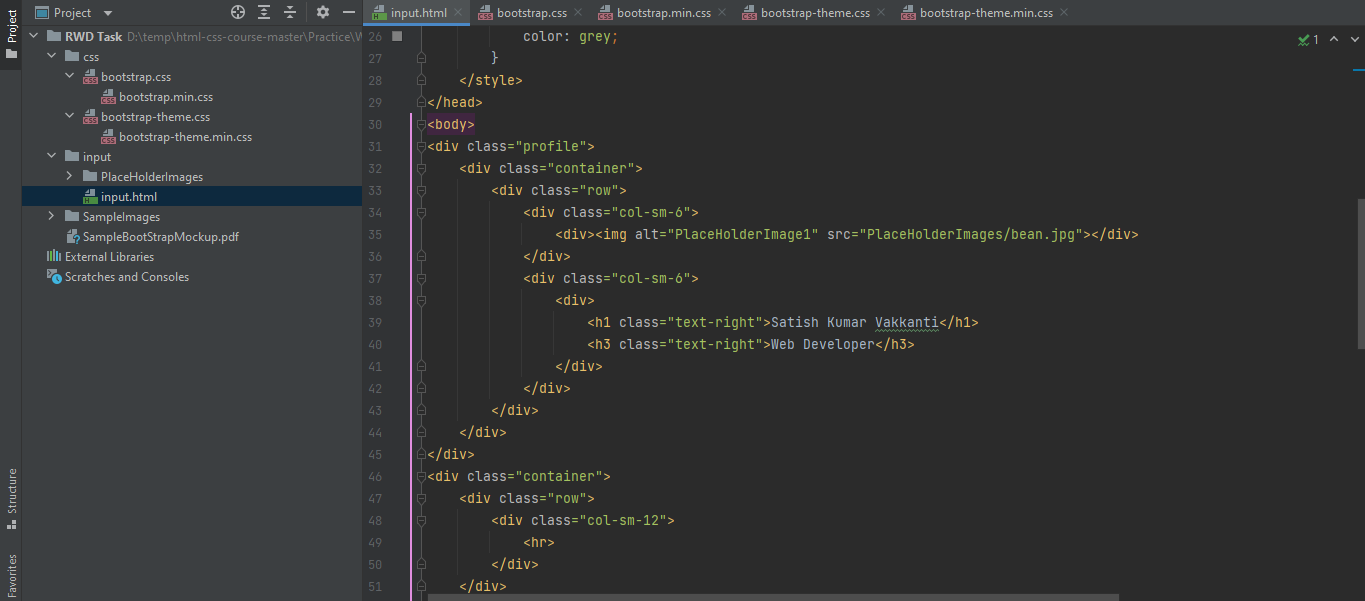 Project
Project
RWD Task D:\temp\html-css-course-master\Practice\W
css
bootstrap.css
bootstrap.min.css
bootstrap-theme.css
bootstrap-theme.min.css
input
PlaceHolderImages
input.html
SampleImages
SampleBootStrapMockup.pdf
External Libraries
Scratches and Consoles
Structure
Favorites
input.html
bootstrap.css
bootstrap.min.css
bootstrap-theme.css
bootstrap-theme.min.css
1
26 color: grey;
27 }
28 </style>
29 </head>
30 <body>
31 <div class="profile">
32 <div class="container">
33 <div class="row">
34 <div class="col-sm-6">
35 <div><img alt="PlaceHolderImage1" src="PlaceHolderImages/bean.jpg"></div>
36 </div>
37 <div class="col-sm-6">
38 <div>
39 <h1 class="text-right">Satish Kumar Vakkanti</h1>
40 <h3 class="text-right">Web Developer</h3>
41 </div>
42 </div>
43 </div>
44 </div>
45 </div>
46 <div class="container">
47 <div class="row">
48 <div class="col-sm-12">
49 <hr>
50 </div>
51 </div>